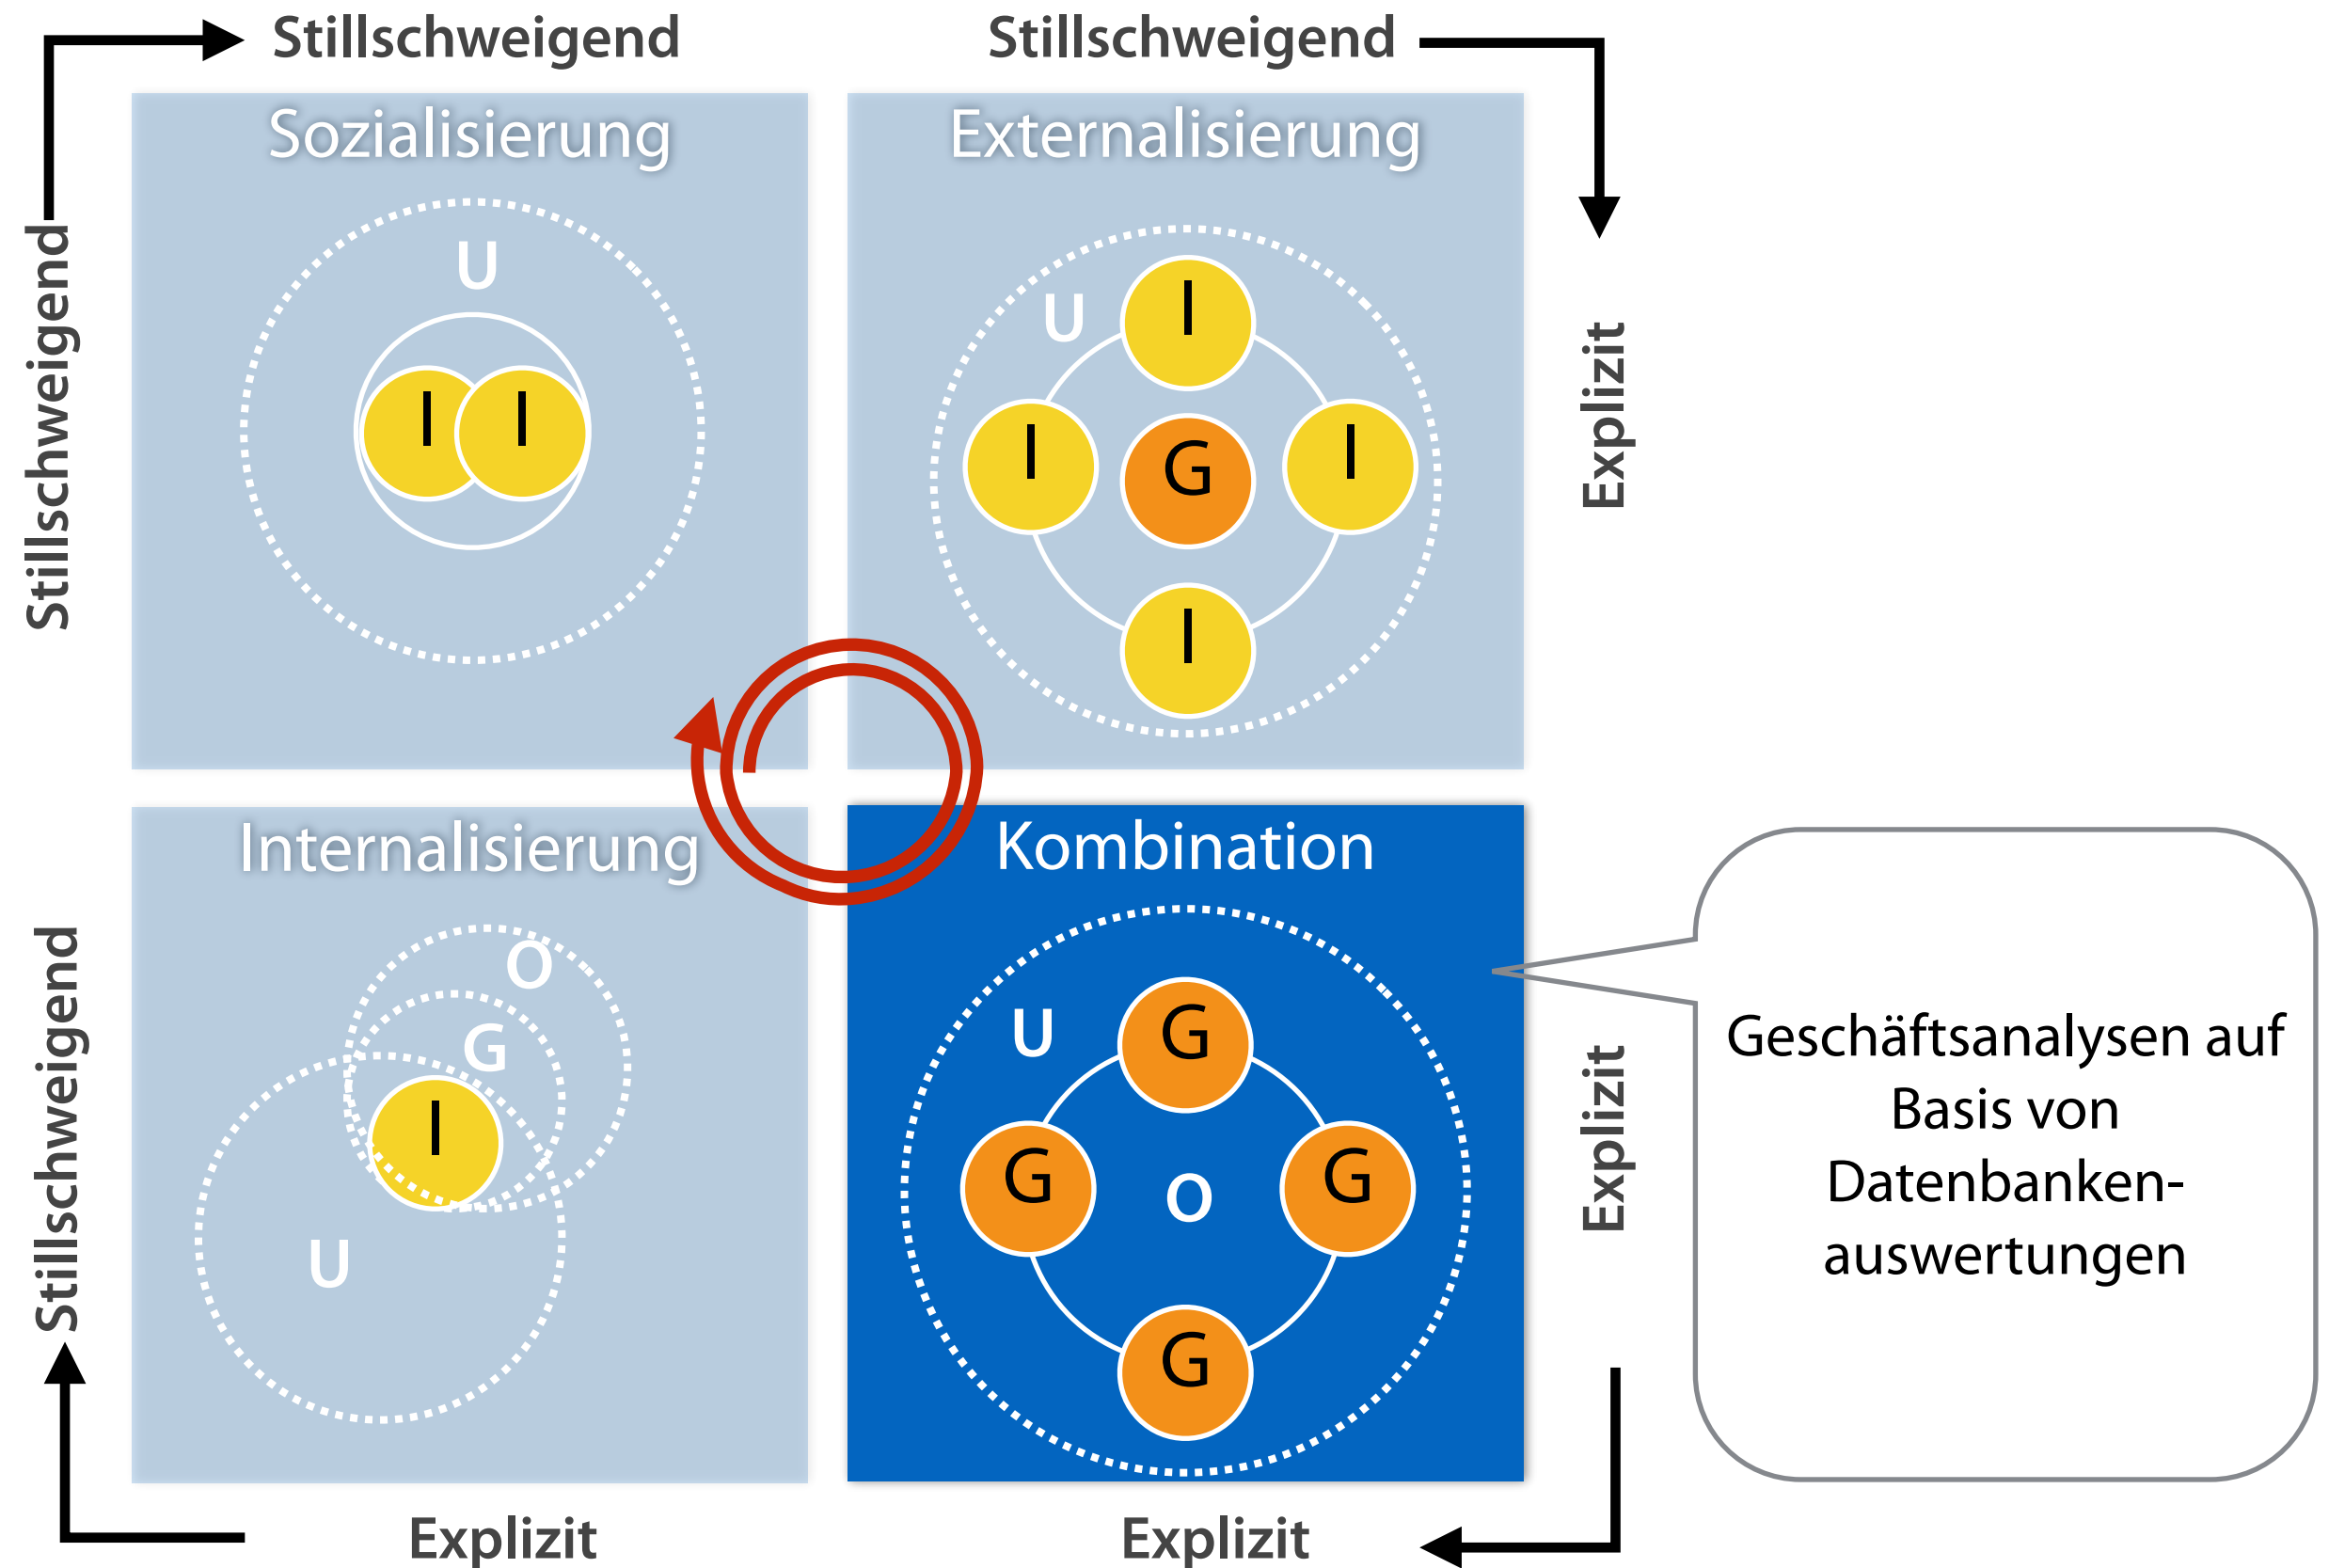 Stillschweigend
Stillschweigend
Stillschweigend
Sozialisierung
U
I
I
Externalisierung
U
I
I
G
I
I
Explizit
Stillschweigend
Internalisierung
O
G
I
U
Kombination
U
G
G
O
G
G
Explizit
Geschäftsanalysen auf
Basis von
Datenbanken-
auswertungen
Explizit
Explizit